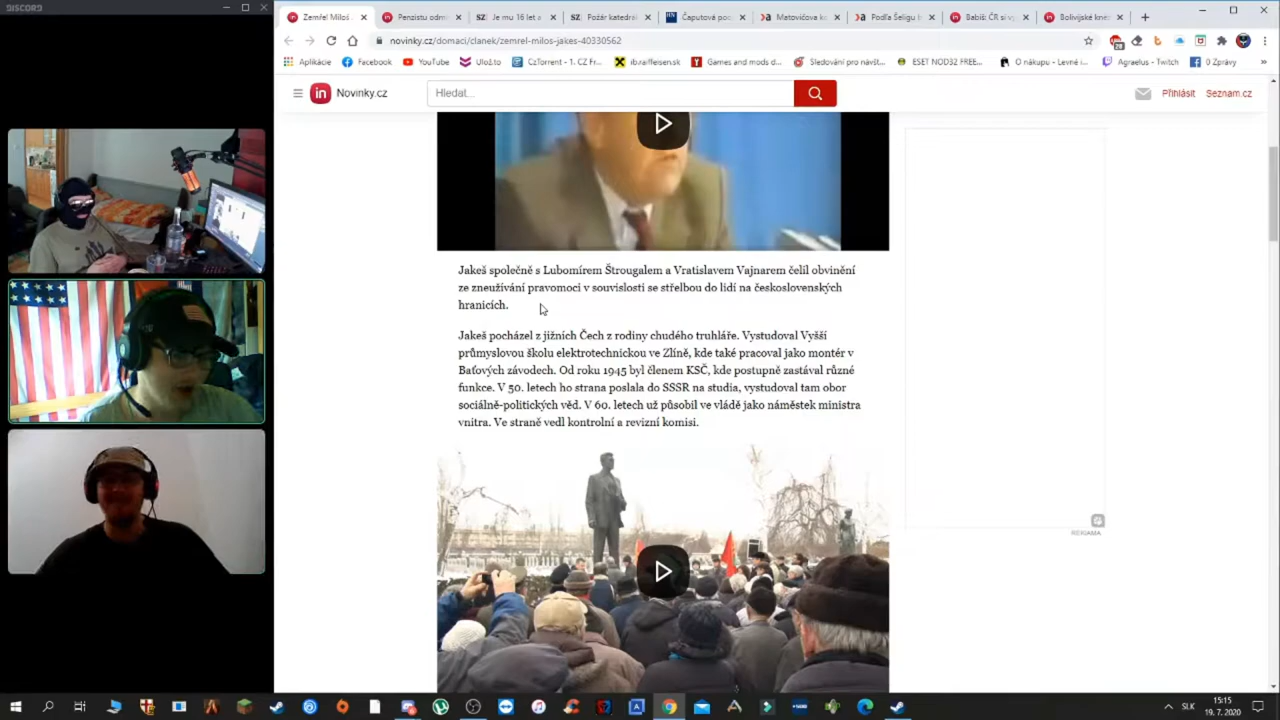 DISCORD
Zemřel Miloš
Penzistu odm
Je mu 16 let a
Požár katedrál
Čaputová poc
Matovičova ke
Podľa Šeligu h
Babiš: ČR si vy
Bolivijské kně
novinky.cz/domaci/clanek/zemrel-milos-jakes-40330562
Aplikácie
Facebook
YouTube
Ulož.to
CzTorrent - 1. CZ Fr...
ib.raiffeisen.sk
Games and mods d...
Sledování pro návšt...
ESET NOD32 FREE...
O nákupu - Levné i...
Agraelus - Twitch
0 Zprávy
Novinky.cz
Hledat...
Přihlásit
Seznam.cz
Jakeš společně s Lubomírem Štrougalem a Vratislavem Vajnarem čelil obvinění
ze zneužívání pravomoci v souvislosti se střelbou do lidí na československých
hranicích.
Jakeš pocházel z jižních Čech z rodiny chudého truhláře. Vystudoval Vyšší
průmyslovou školu elektrotechnickou ve Zlíně, kde také pracoval jako montér v
Baťových závodech. Od roku 1945 byl členem KSČ, kde postupně zastával různé
funkce. V 50. letech ho strana poslala do SSSR na studia, vystudoval tam obor
sociálně-politických věd. V 60. letech už působil ve vládě jako náměstek ministra
vnitra. Ve straně vedl kontrolní a revizní komisi.
REKLAMA
SLK
15:15
19. 7. 2020